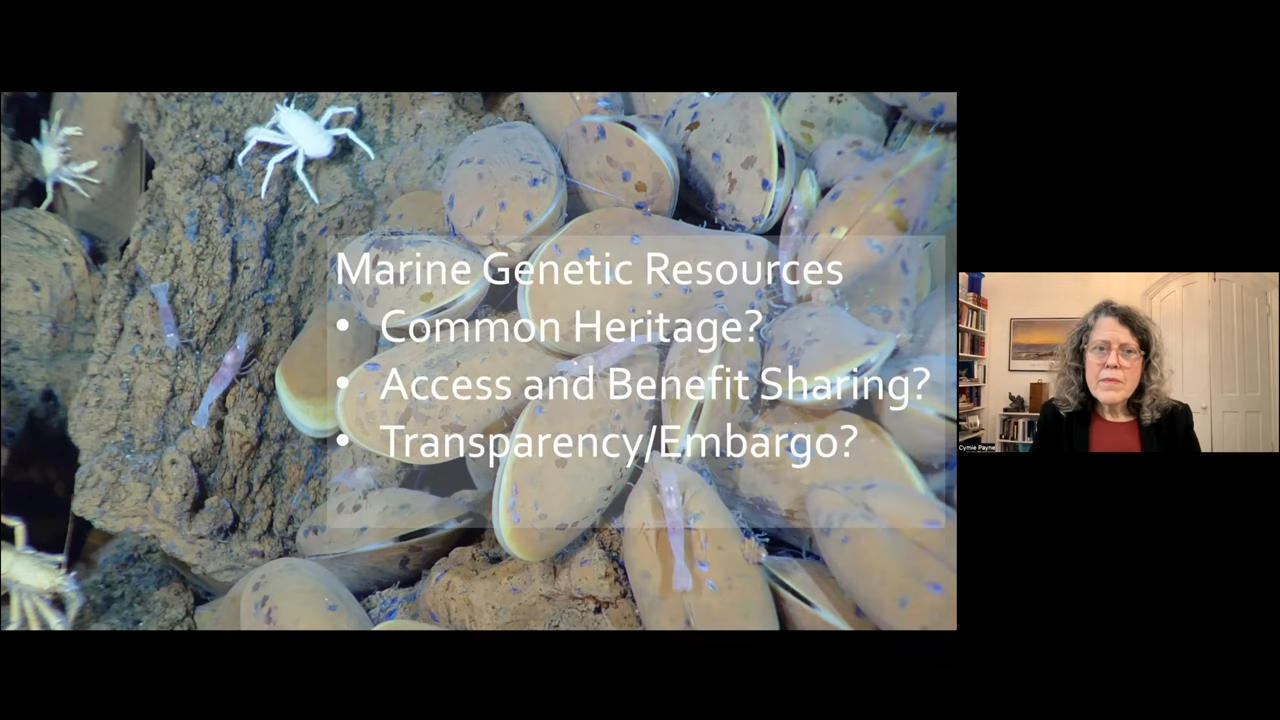 Marine Genetic Resources
• Common Heritage?
• Access and Benefit Sharing?
• Transparency/Embargo?
Cymie Payne